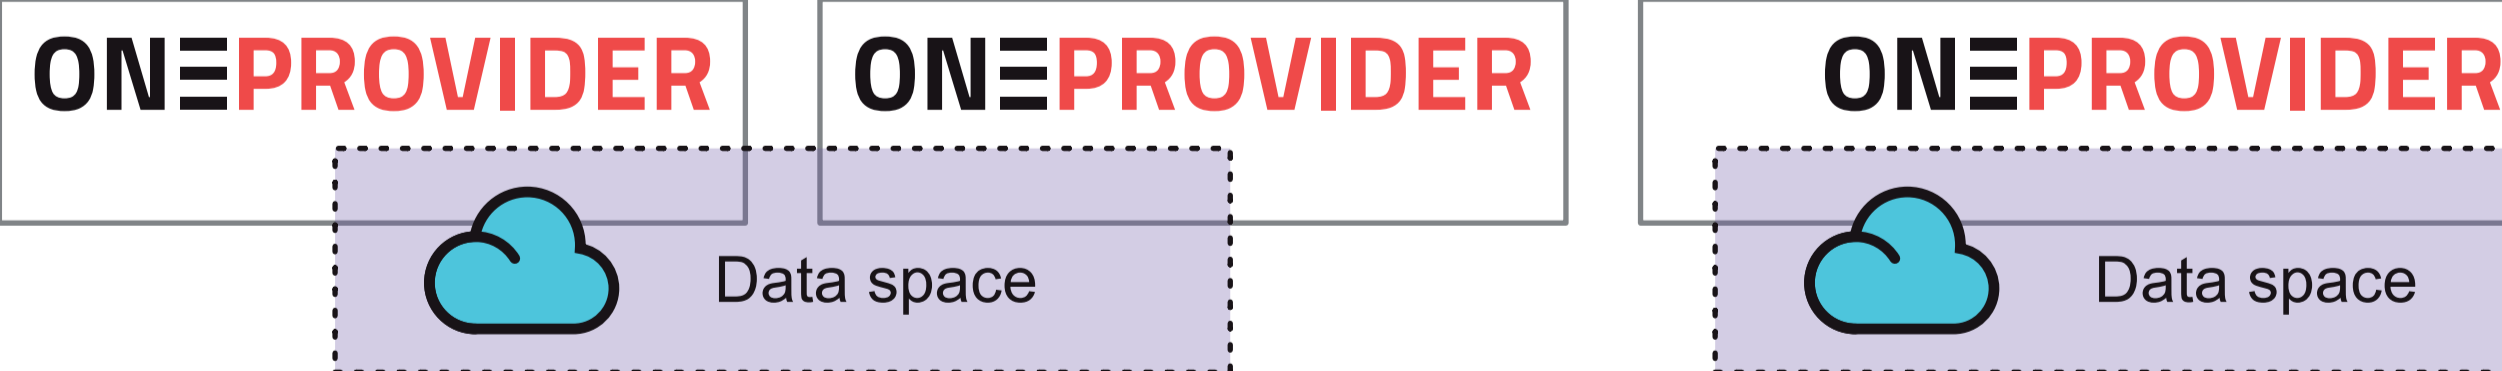 ONEPROVIDER ONEPROVIDER ONEPROVIDER
Data space Data space